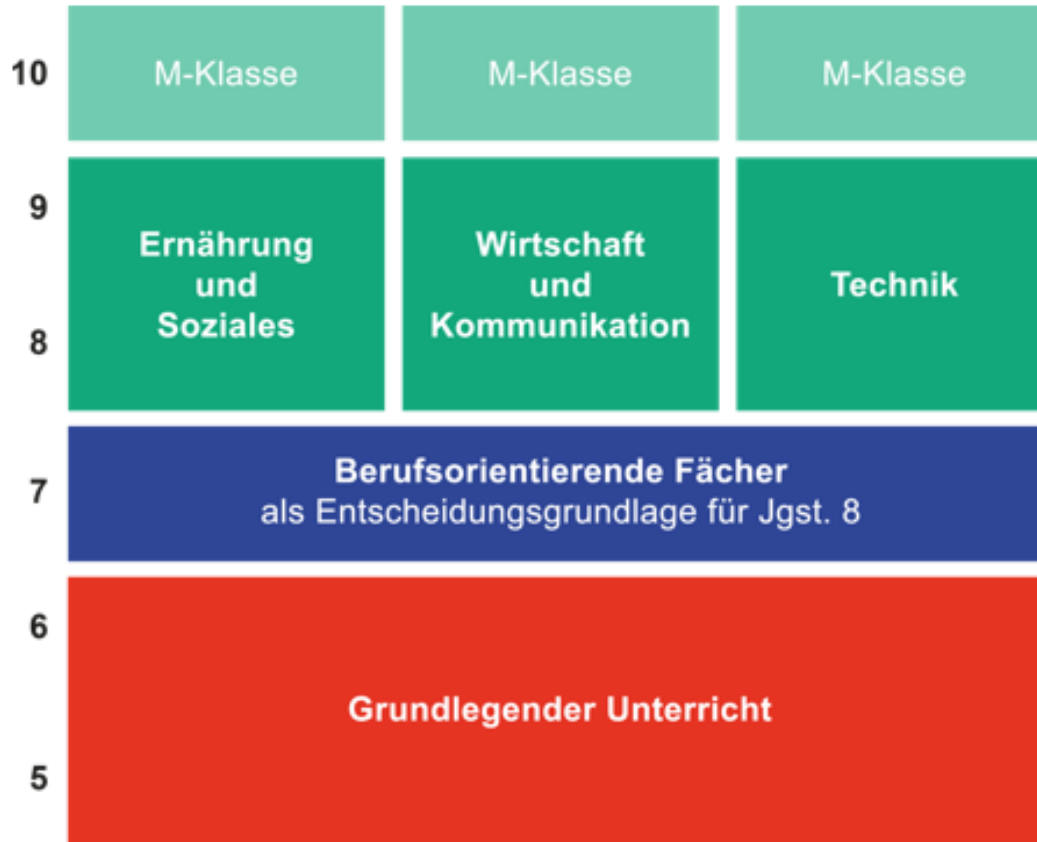 10
M-Klasse
M-Klasse
M-Klasse
9
8
Ernährung
und
Soziales
Wirtschaft
und
Kommunikation
Technik
7
Berufsorientierende Fächer
als Entscheidungsgrundlage für Jgst. 8
6
5
Grundlegender Unterricht